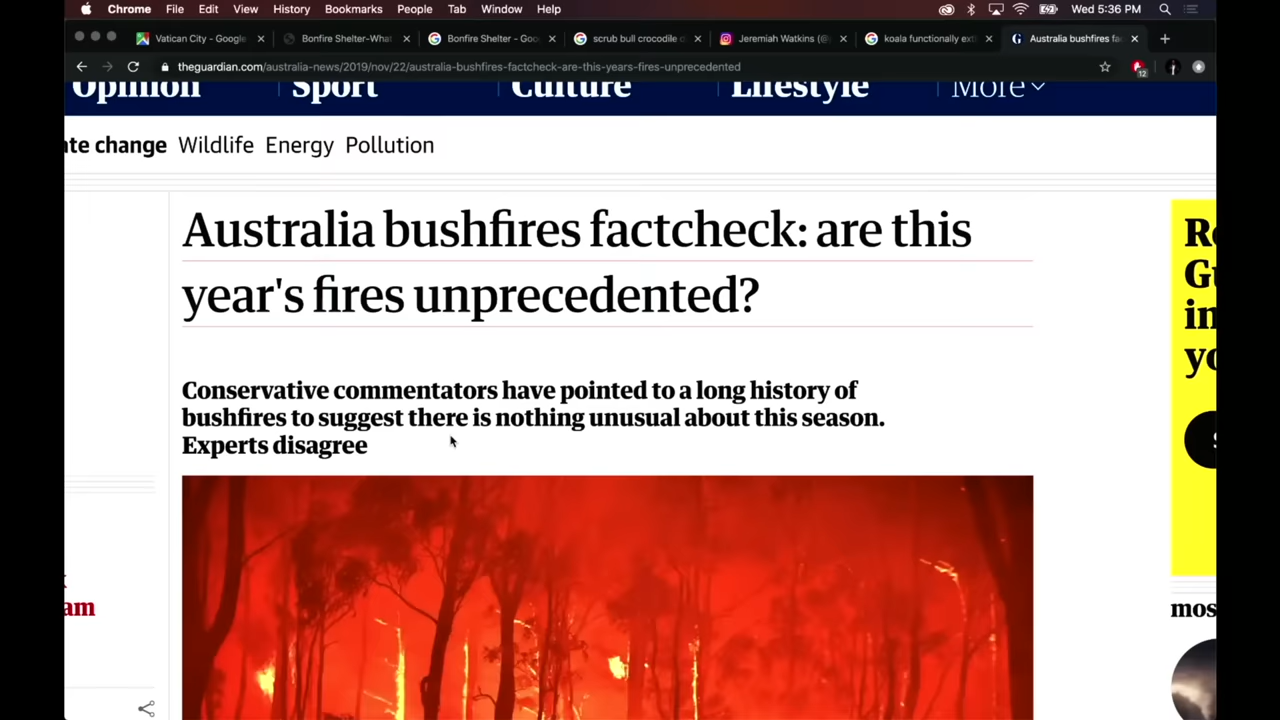 Chrome File Edit View History Bookmarks People Tab Window Help Wed 5:36 PM
Vatican City - Google Bonfire Shelter-What Bonfire Shelter - Goo scrub bull crocodile d Jeremiah Watkins (@ koala functionally ext Australia bushfires fa
theguardian.com/australia-news/2019/nov/22/australia-bushfires-factcheck-are-this-years-fires-unprecedented 12
Opinion Sport Culture Lifestyle More
ate change Wildlife Energy Pollution
Australia bushfires factcheck: are this
year's fires unprecedented?
Conservative commentators have pointed to a long history of
bushfires to suggest there is nothing unusual about this season.
Experts disagree
am
mos